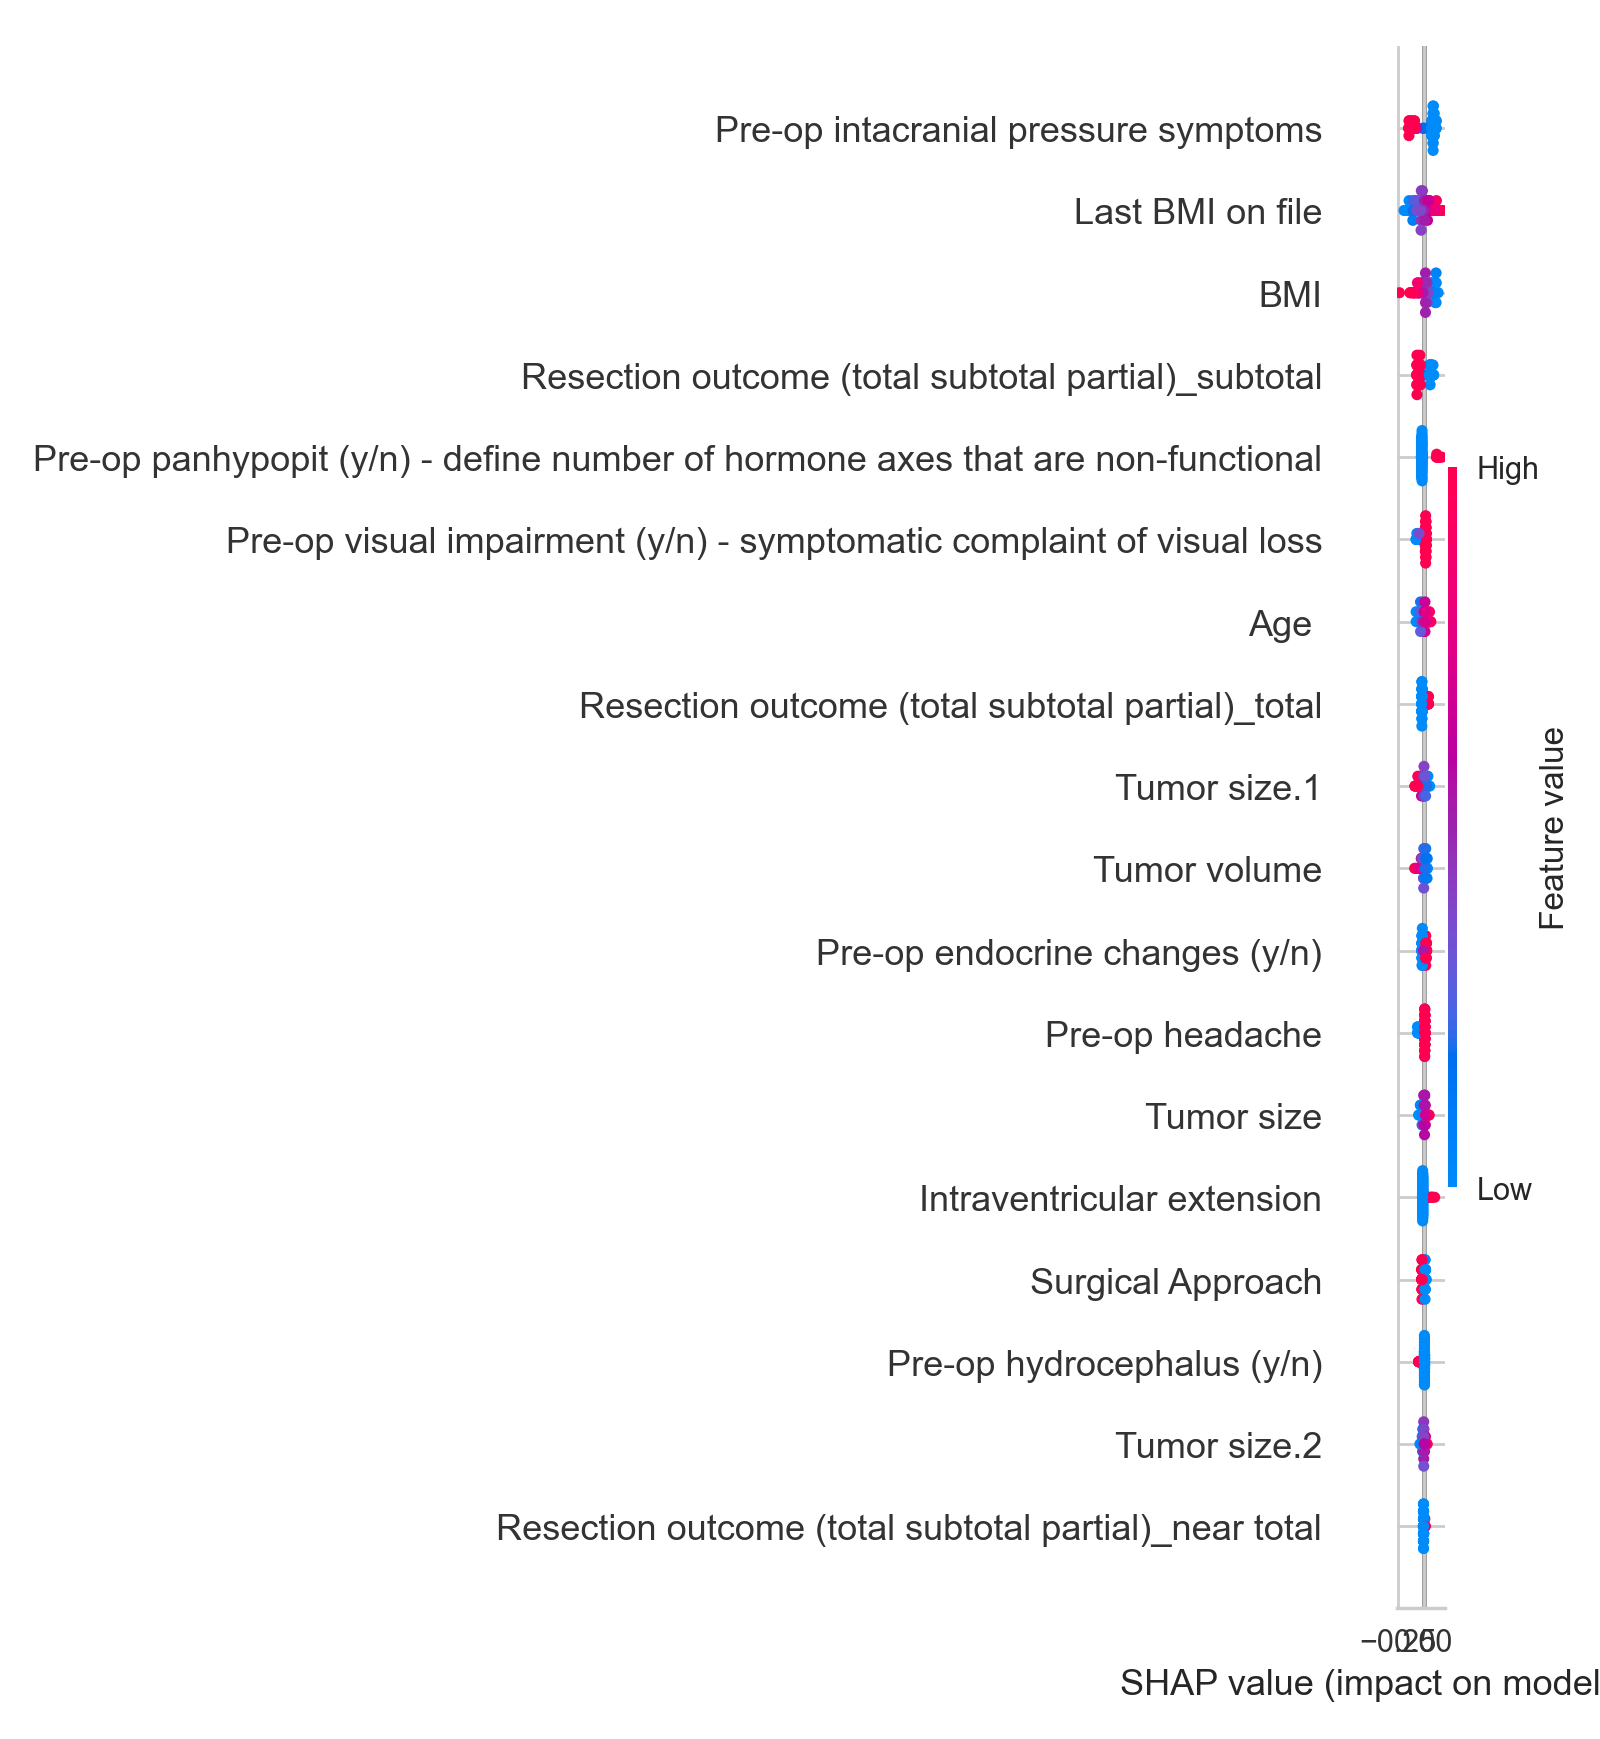 Pre-op intacranial pressure symptoms
Last BMI on file
BMI
Resection outcome (total subtotal partial)_subtotal
Pre-op panhypopit (y/n) - define number of hormone axes that are non-functional
Pre-op visual impairment (y/n) - symptomatic complaint of visual loss
Age
Resection outcome (total subtotal partial)_total
Tumor size.1
Tumor volume
Pre-op endocrine changes (y/n)
Pre-op headache
Tumor size
Intraventricular extension
Surgical Approach
Pre-op hydrocephalus (y/n)
Tumor size.2
Resection outcome (total subtotal partial)_near total
SHAP value (impact on model
High
Feature value
Low